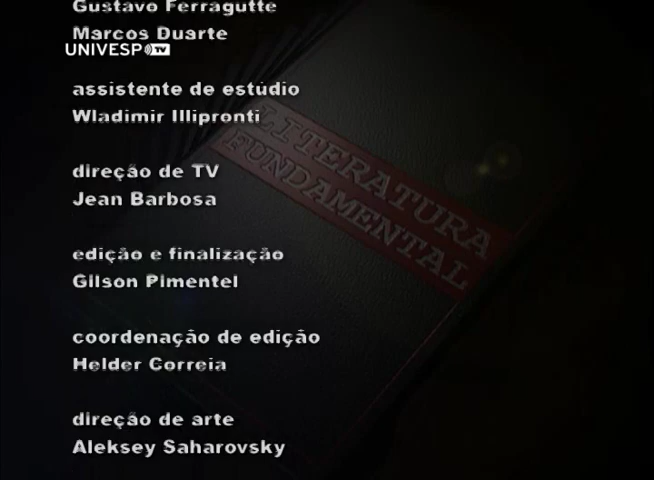 Gustavo Ferragutte
Marcos Duarte
UNIVESP TV
assistente de estúdio
Wladimir Illipronti
direção de TV
Jean Barbosa
edição e finalização
Gilson Pimentel
coordenação de edição
Helder Correia
direção de arte
Aleksey Saharovsky
LITERATURA
FUNDAMENTAL